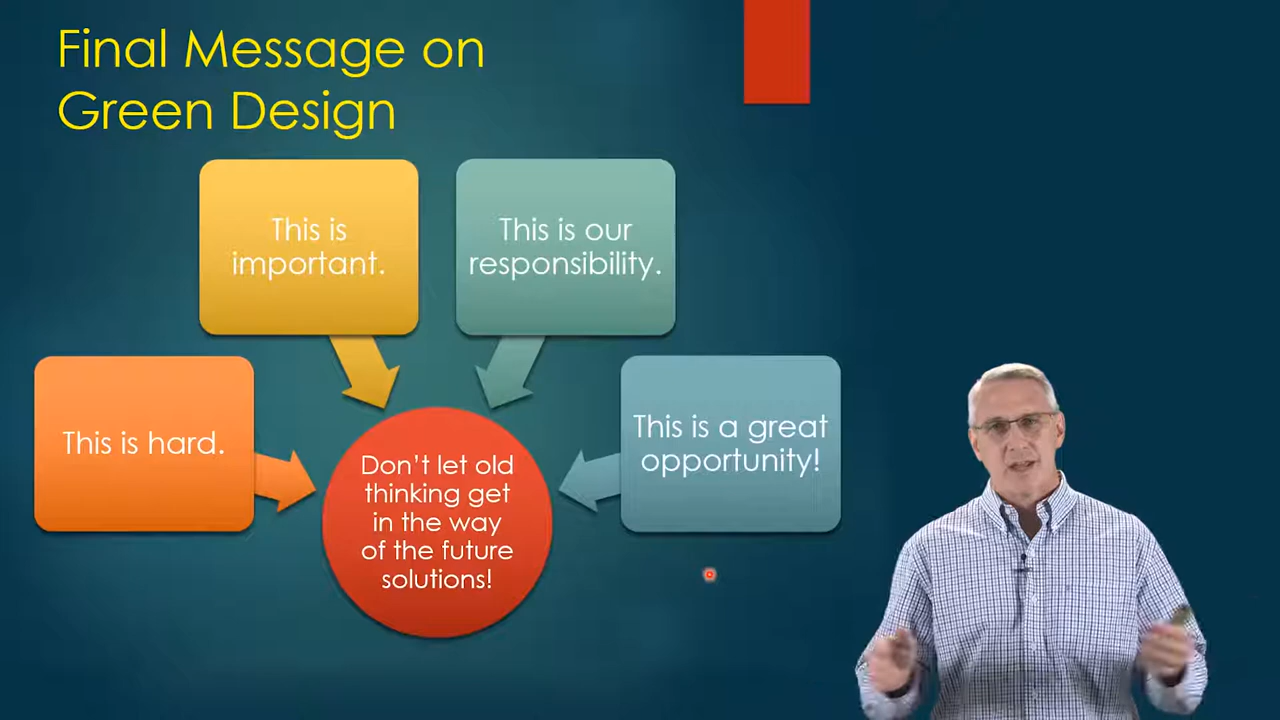 Final Message on
Green Design
This is
important.
This is our
responsibility.
This is hard.
This is a great
opportunity!
Don't let old
thinking get
in the way
of the future
solutions!